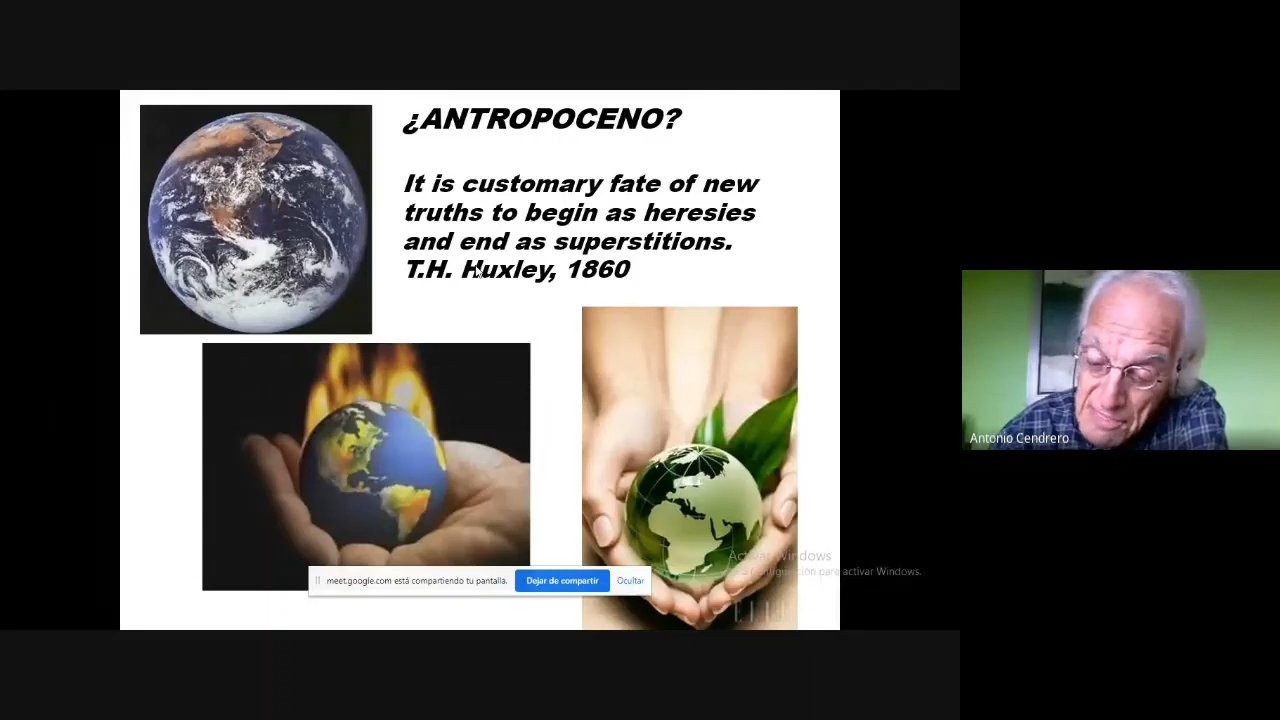 ¿ANTROPOCENO?
It is customary fate of new
truths to begin as heresies
and end as superstitions.
T.H. Huxley, 1860
Antonio Cendrero
Activar Windows
Configuración para activar Windows.
meet.google.com está compartiendo tu pantalla.
Dejar de compartir
Ocultar